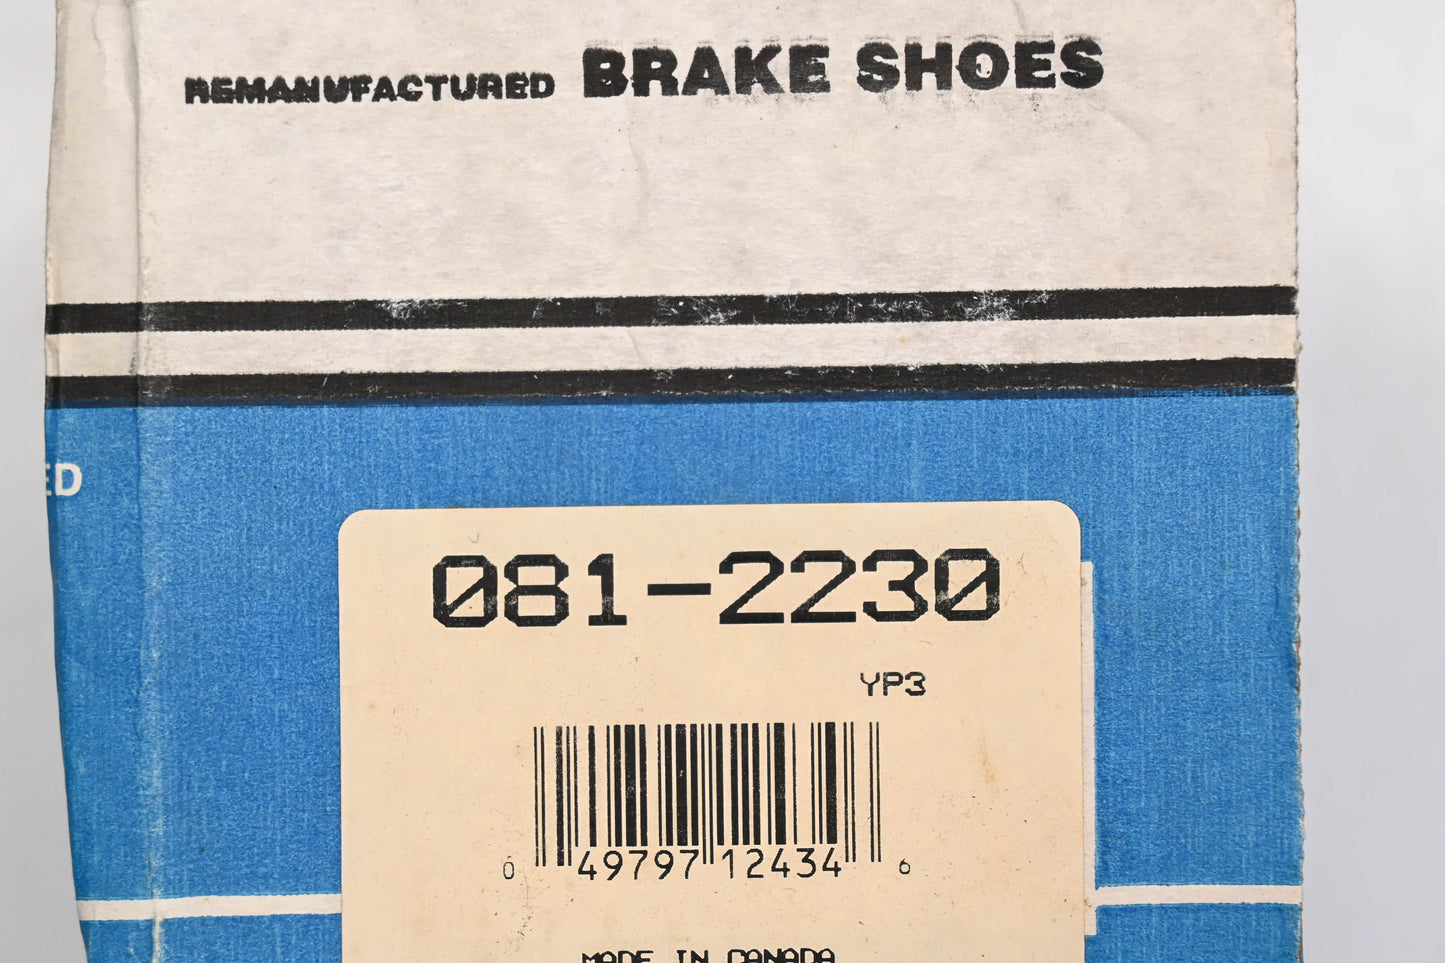 REMANUFACTURED BRAKE SHOES
ED
081-2230
YP3
0 49797 12434 6
MADE IN CANADA